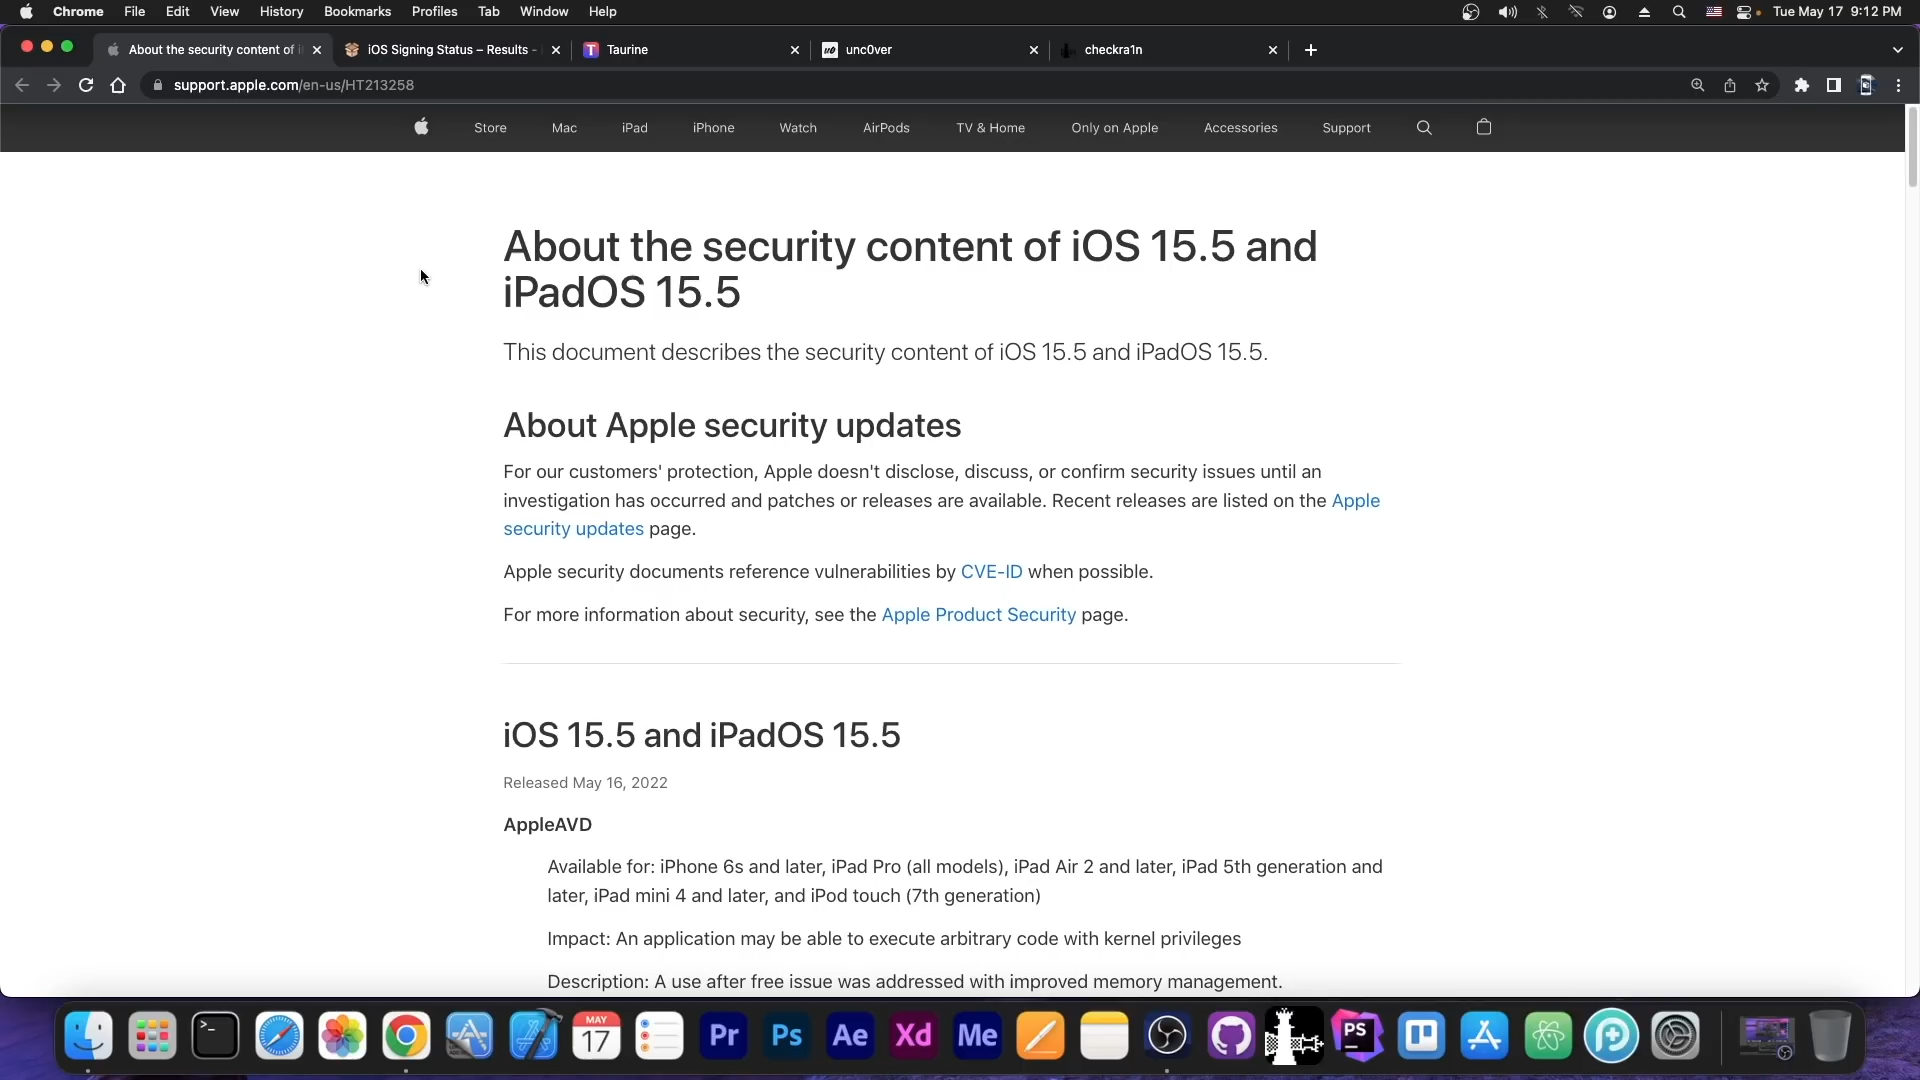 Chrome File Edit View History Bookmarks Profiles Tab Window Help Tue May 17 9:12 PM
About the security content of i iOS Signing Status – Results - Taurine unc0ver checkra1n
support.apple.com/en-us/HT213258
Store Mac iPad iPhone Watch AirPods TV & Home Only on Apple Accessories Support
About the security content of iOS 15.5 and
iPadOS 15.5
This document describes the security content of iOS 15.5 and iPadOS 15.5.
About Apple security updates
For our customers' protection, Apple doesn't disclose, discuss, or confirm security issues until an
investigation has occurred and patches or releases are available. Recent releases are listed on the Apple
security updates page.
Apple security documents reference vulnerabilities by CVE-ID when possible.
For more information about security, see the Apple Product Security page.
iOS 15.5 and iPadOS 15.5
Released May 16, 2022
AppleAVD
Available for: iPhone 6s and later, iPad Pro (all models), iPad Air 2 and later, iPad 5th generation and
later, iPad mini 4 and later, and iPod touch (7th generation)
Impact: An application may be able to execute arbitrary code with kernel privileges
Description: A use after free issue was addressed with improved memory management.
MAY
17 Pr Ps Ae Xd Me PS